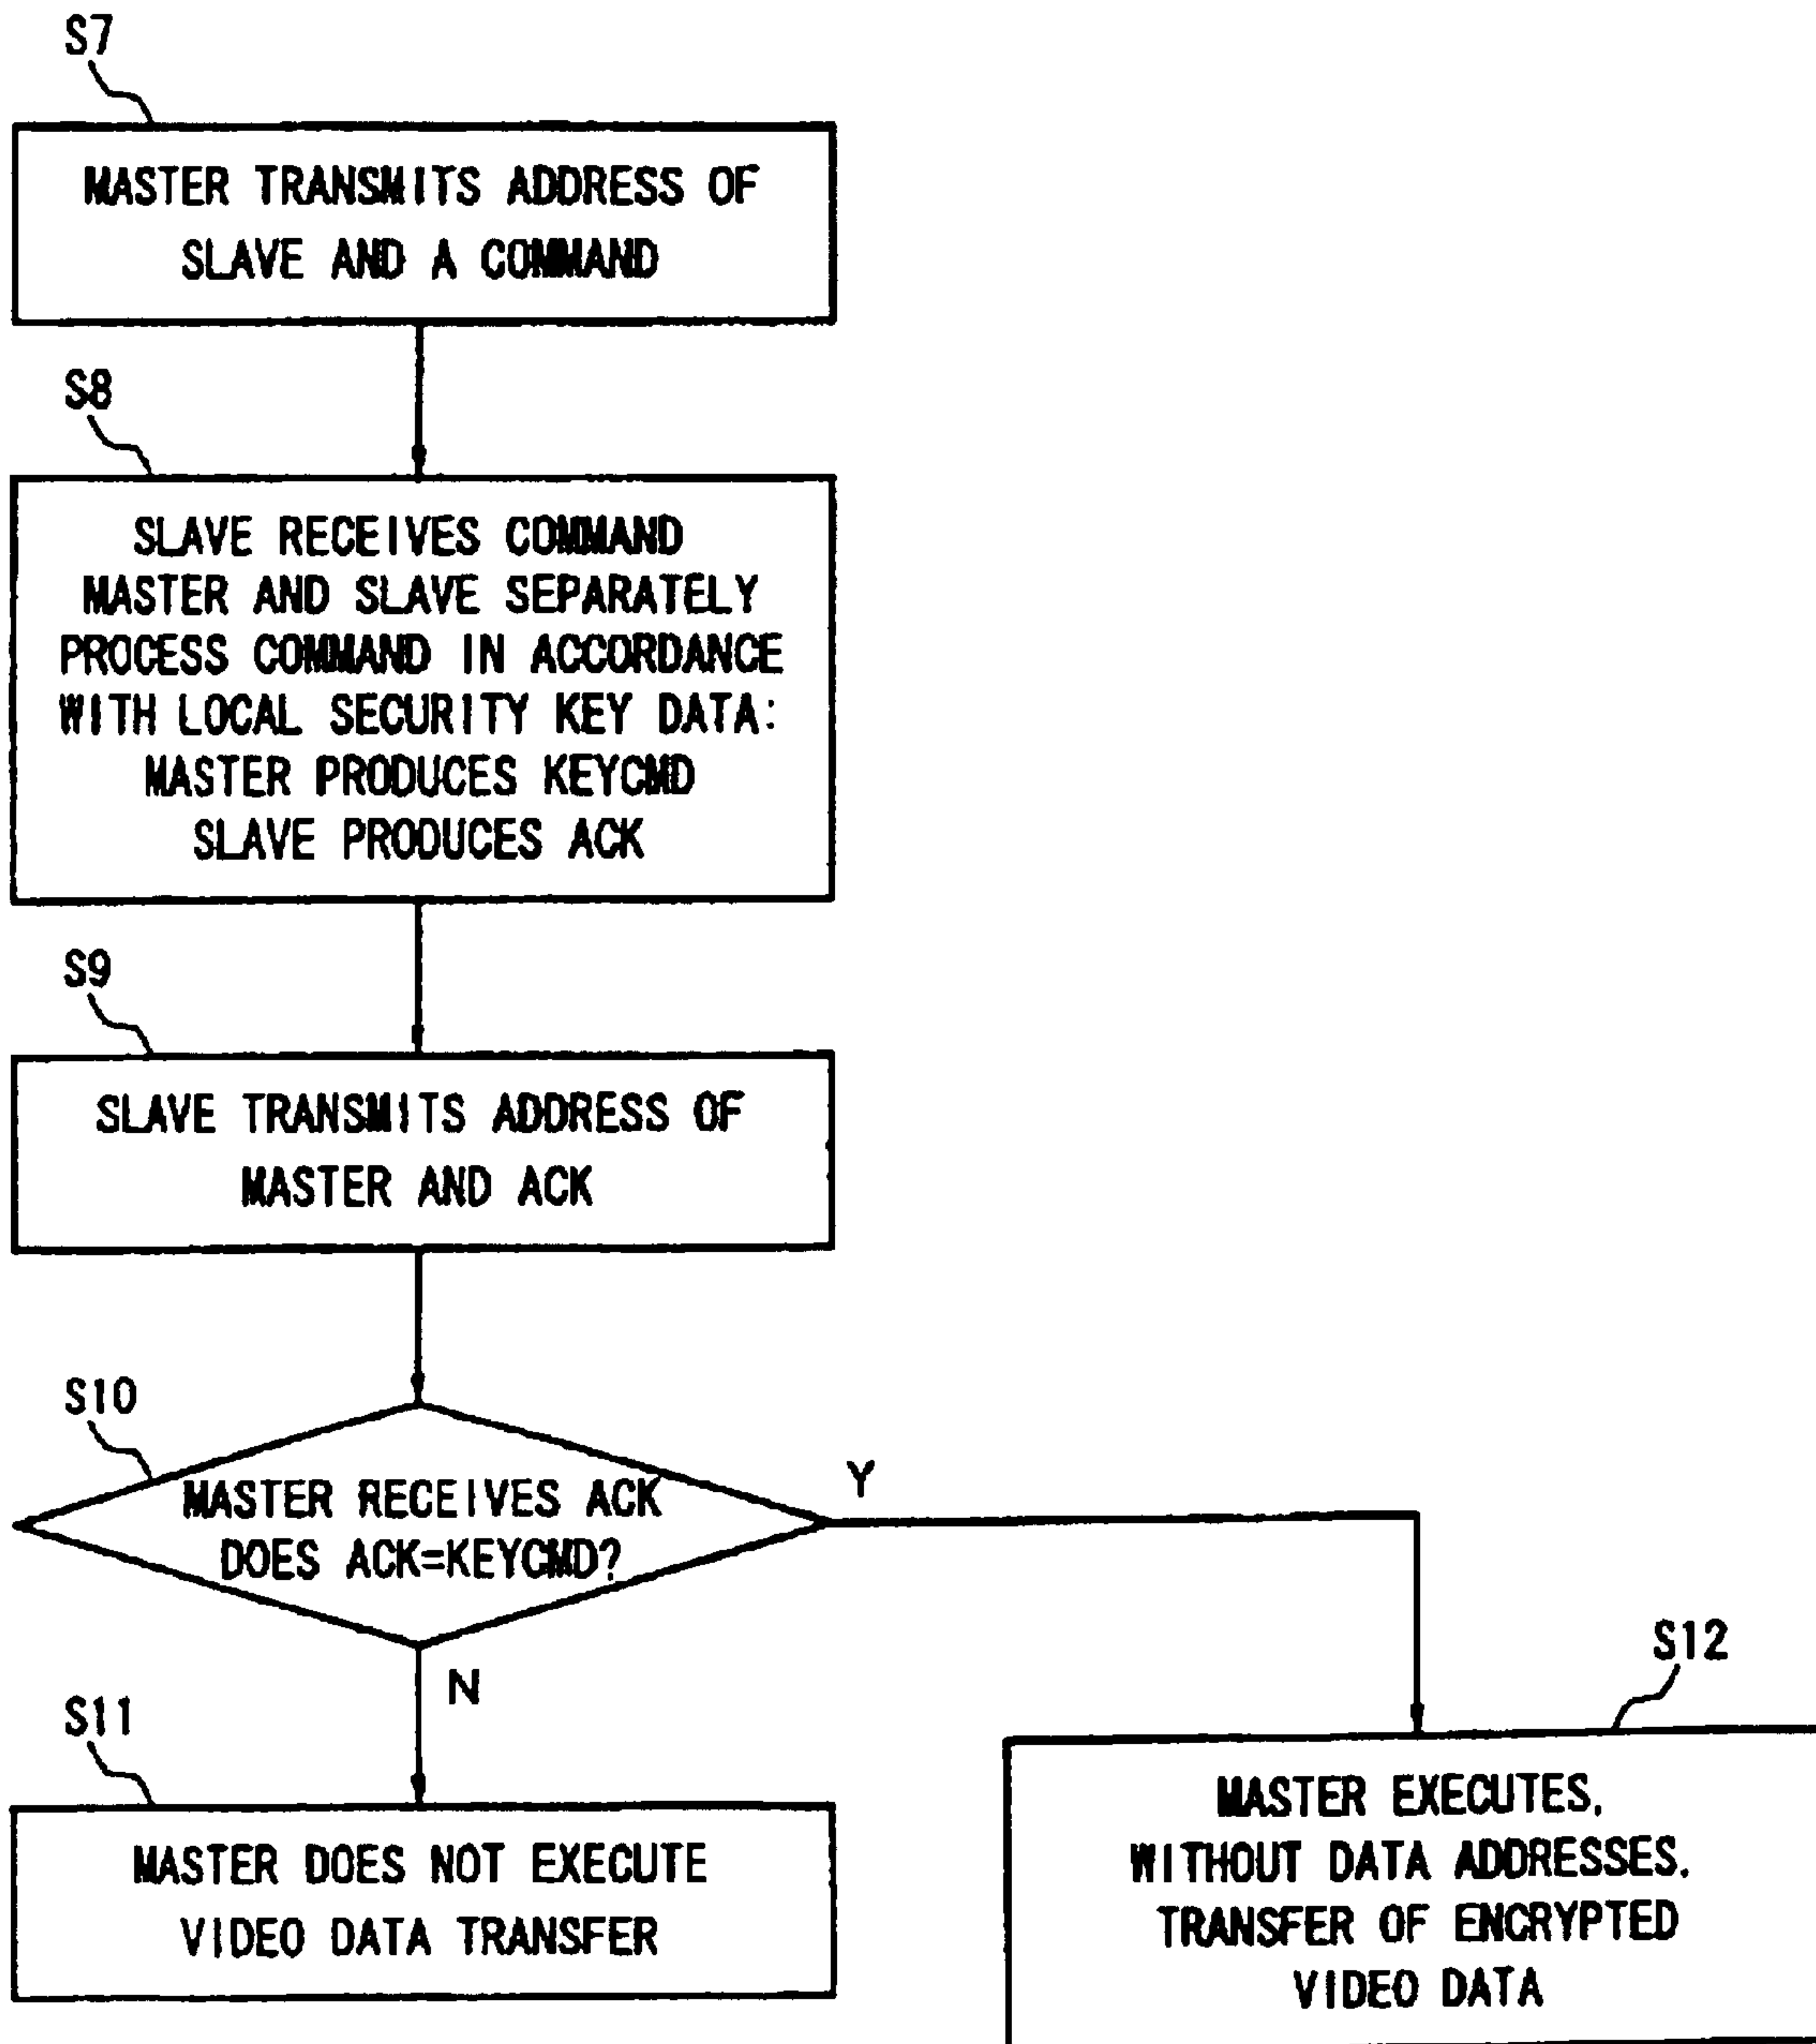 S7
MASTER TRANSMITS ADDRESS OF
SLAVE AND A COMMAND
S8
SLAVE RECEIVES COMMAND
MASTER AND SLAVE SEPARATELY
PROCESS COMMAND IN ACCORDANCE
WITH LOCAL SECURITY KEY DATA:
MASTER PRODUCES KEYCMD
SLAVE PRODUCES ACK
S9
SLAVE TRANSMITS ADDRESS OF
MASTER AND ACK
S10
MASTER RECEIVES ACK
DOES ACK=KEYCMD?
Y
N
S11
MASTER DOES NOT EXECUTE
VIDEO DATA TRANSFER
S12
MASTER EXECUTES,
WITHOUT DATA ADDRESSES,
TRANSFER OF ENCRYPTED
VIDEO DATA